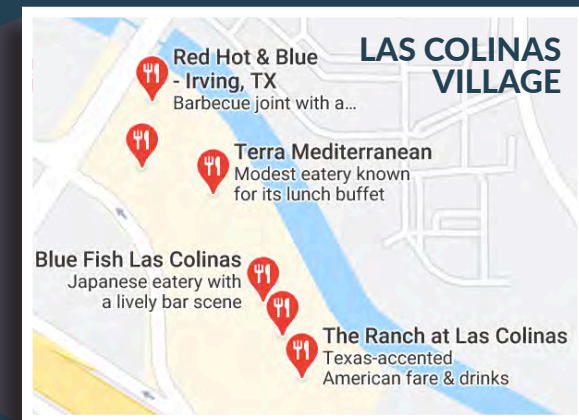 LAS COLINAS
VILLAGE
Red Hot & Blue
- Irving, TX
Barbecue joint with a...
Terra Mediterranean
Modest eatery known
for its lunch buffet
Blue Fish Las Colinas
Japanese eatery with
a lively bar scene
The Ranch at Las Colinas
Texas-accented
American fare & drinks